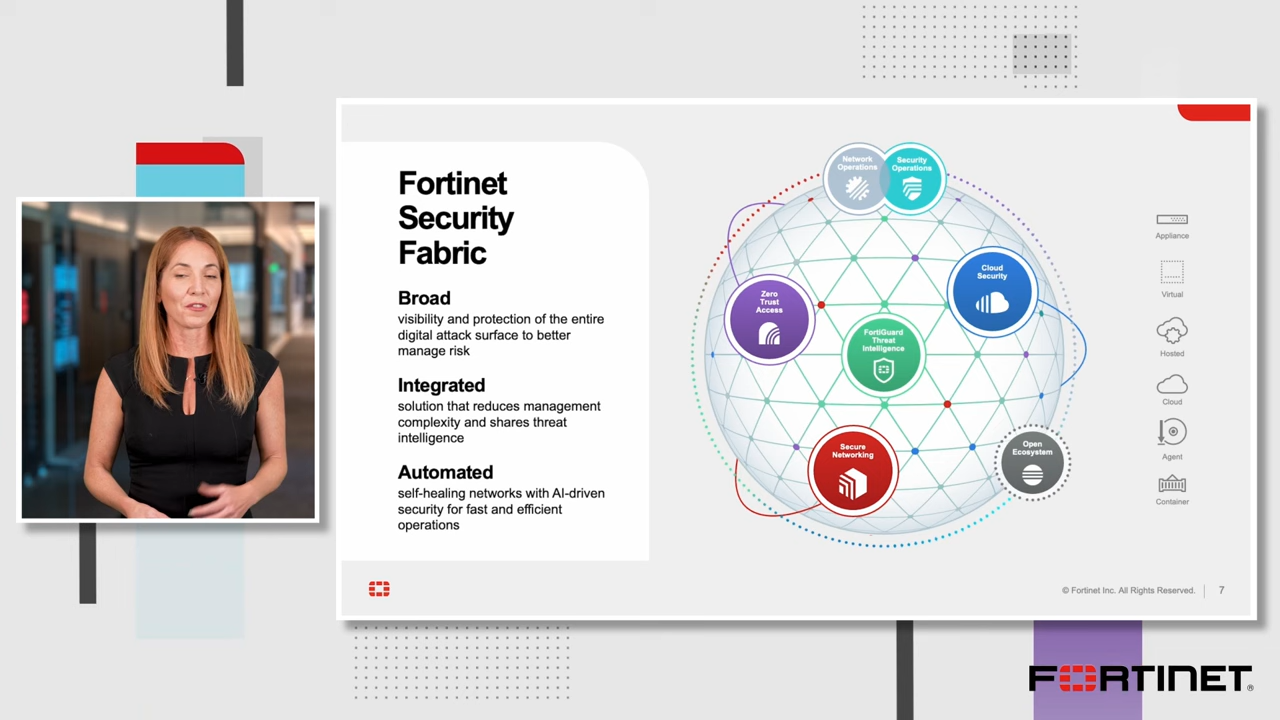 Fortinet
Security
Fabric
Broad
visibility and protection of the entire
digital attack surface to better
manage risk
Integrated
solution that reduces management
complexity and shares threat
intelligence
Automated
self-healing networks with AI-driven
security for fast and efficient
operations
Network
Operations
Security
Operations
Cloud
Security
Zero
Trust
Access
FortiGuard
Threat
Intelligence
Secure
Networking
Open
Ecosystem
Appliance
Virtual
Hosted
Cloud
Agent
Container
© Fortinet Inc. All Rights Reserved.
7
FORTINET®